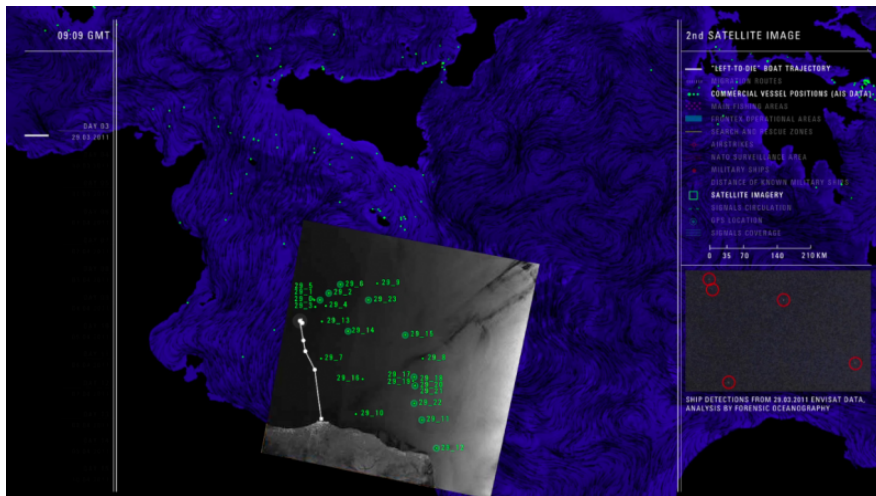 09:09 GMT
DAY 03
29.03.2011
2nd SATELLITE IMAGE
"LEFT-TO-DIE" BOAT TRAJECTORY
MIGRATION ROUTES
COMMERCIAL VESSEL POSITIONS (AIS DATA)
MAIN FISHING AREAS
FRONTEX OPERATIONAL AREAS
SEARCH AND RESCUE ZONES
AIRSTRIKES
NATO SURVEILLANCE AREA
MILITARY SHIPS
DISTANCE OF KNOWN MILITARY SHIPS
SATELLITE IMAGERY
SIGNALS CIRCULATION
GPS LOCATION
SIGNALS COVERAGE
0 35 70 140 210 KM
29_6
29_9
29_2
29_23
29_4
29_13
29_14
29_15
29_7
29_8
29_17
29_16
29_22
29_10
29_11
29_12
SHIP DETECTIONS FROM 29.03.2011 ENVISAT DATA,
ANALYSIS BY FORENSIC OCEANOGRAPHY